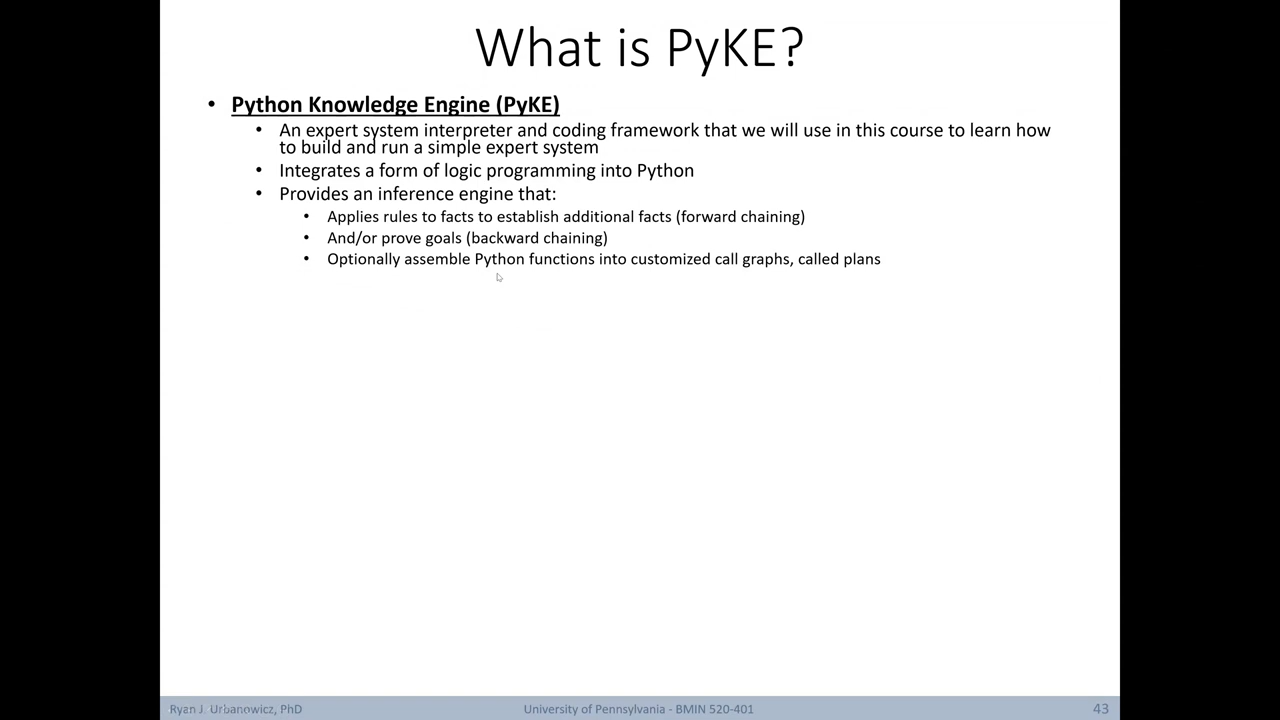 What is PyKE?
• Python Knowledge Engine (PyKE)
• An expert system interpreter and coding framework that we will use in this course to learn how
to build and run a simple expert system
• Integrates a form of logic programming into Python
• Provides an inference engine that:
• Applies rules to facts to establish additional facts (forward chaining)
• And/or prove goals (backward chaining)
• Optionally assemble Python functions into customized call graphs, called plans
Ryan J. Urbanowicz, PhD
University of Pennsylvania - BMIN 520-401
43